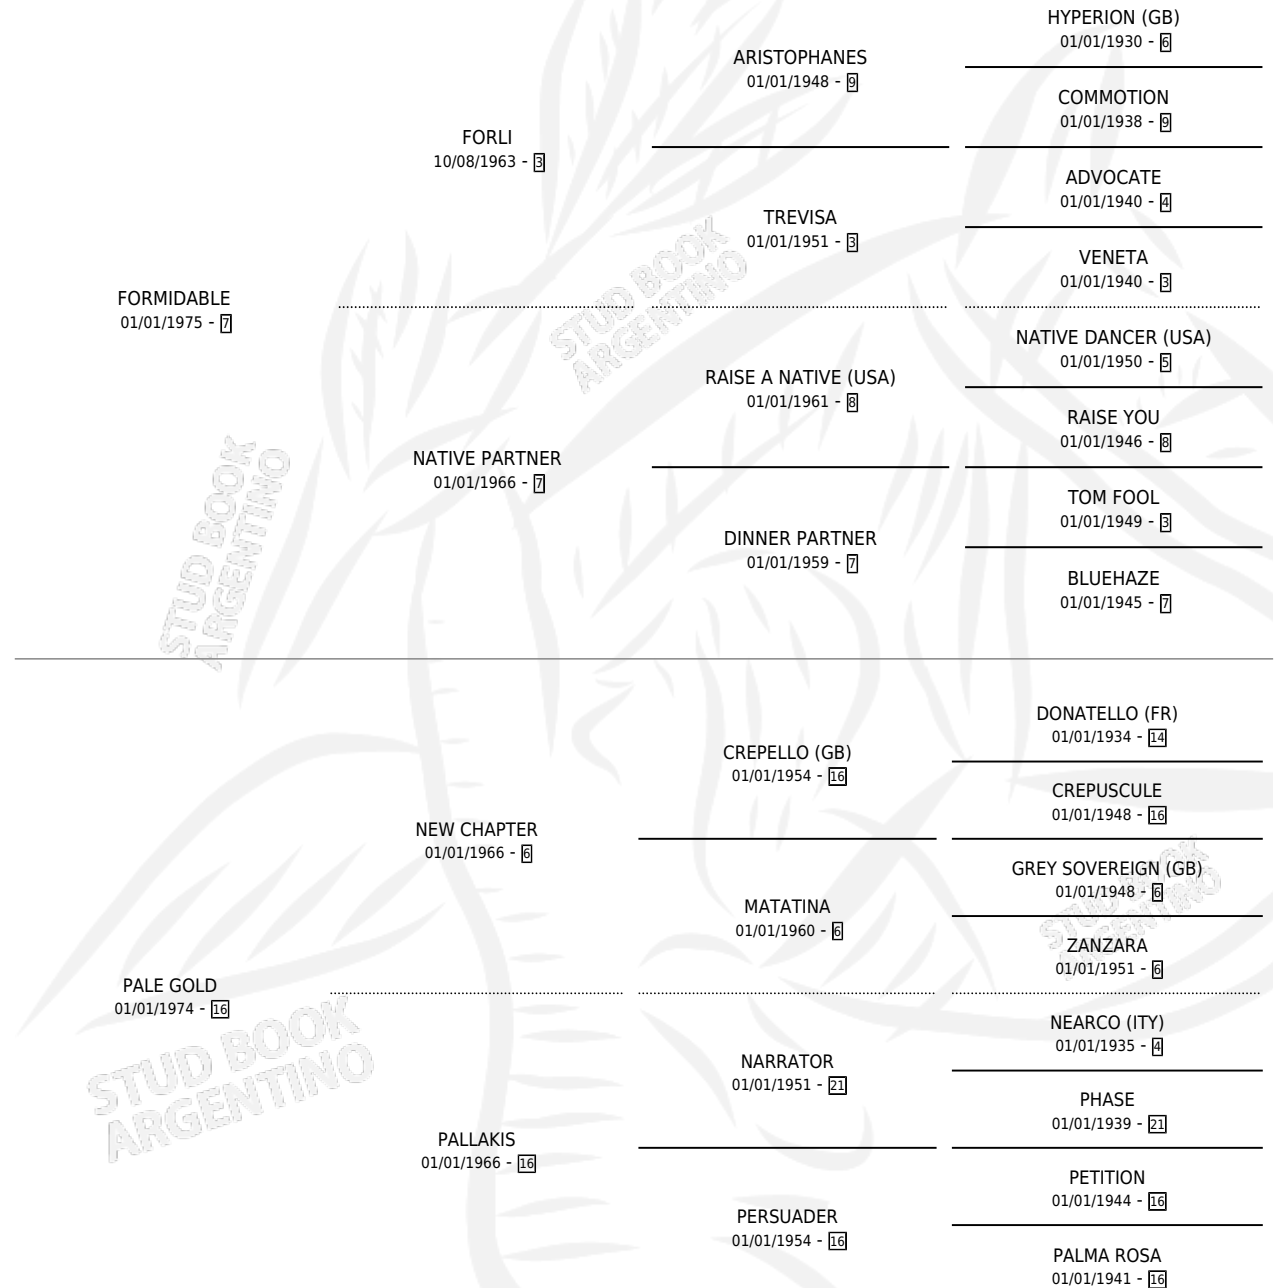 HYPERION (GB)
01/01/1930 - 6
ARISTOPHANES
01/01/1948 - 9
COMMOTION
01/01/1938 - 9
FORLI
10/08/1963 - 3
ADVOCATE
01/01/1940 - 4
TREVISA
01/01/1951 - 3
VENETA
01/01/1940 - 3
FORMIDABLE
01/01/1975 - 7
NATIVE DANCER (USA)
01/01/1950 - 5
RAISE A NATIVE (USA)
01/01/1961 - 8
RAISE YOU
01/01/1946 - 8
NATIVE PARTNER
01/01/1966 - 7
TOM FOOL
01/01/1949 - 3
DINNER PARTNER
01/01/1959 - 7
BLUEHAZE
01/01/1945 - 7
DONATELLO (FR)
01/01/1934 - 14
CREPELLO (GB)
01/01/1954 - 16
CREPUSCULE
01/01/1948 - 16
NEW CHAPTER
01/01/1966 - 6
GREY SOVEREIGN (GB)
01/01/1948 - 6
MATATINA
01/01/1960 - 6
ZANZARA
01/01/1951 - 6
PALE GOLD
01/01/1974 - 16
NEARCO (ITY)
01/01/1935 - 4
NARRATOR
01/01/1951 - 21
PHASE
01/01/1939 - 21
PALLAKIS
01/01/1966 - 16
PETITION
01/01/1944 - 16
PERSUADER
01/01/1954 - 16
PALMA ROSA
01/01/1941 - 16
STUD BOOK
ARGENTINO
STUD BOOK
ARGENTINO
STUD BOOK
ARGENTINO
STUD BOOK
ARGENTINO